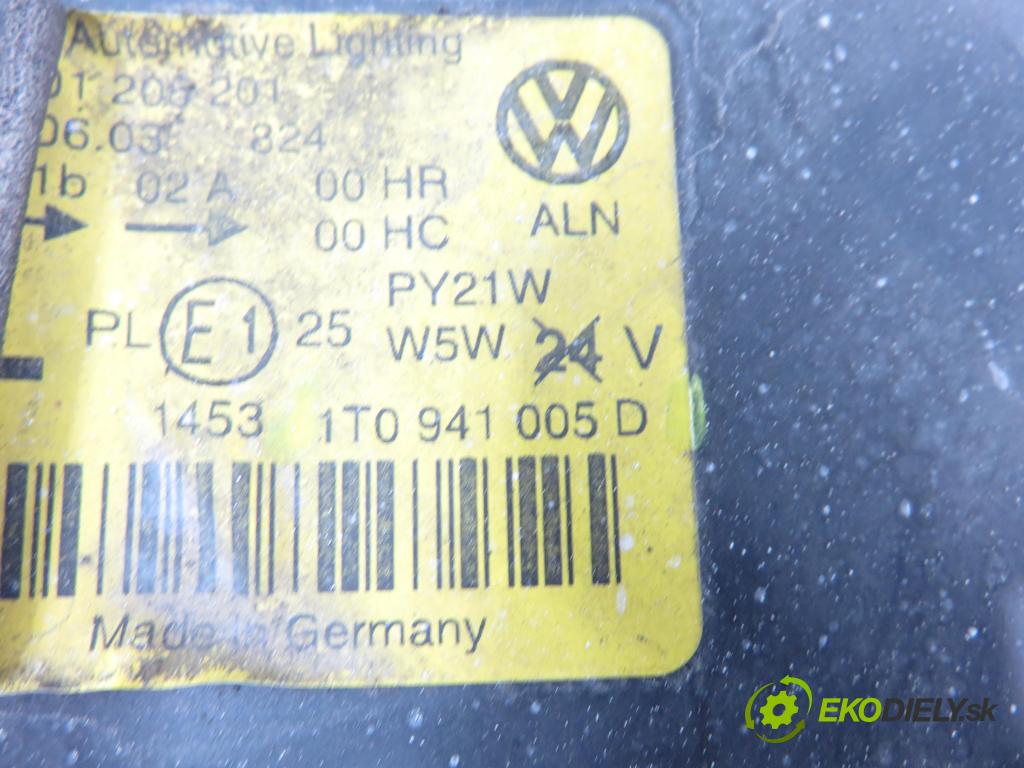 Automotive Lighting
01 206 201
06.03 824
1b 02 A 00 HR
00 HC
ALN
PY21W
PL E1 25 W5W 24 V
1453 1T0 941 005 D
Made in Germany
EKODIELY.sk